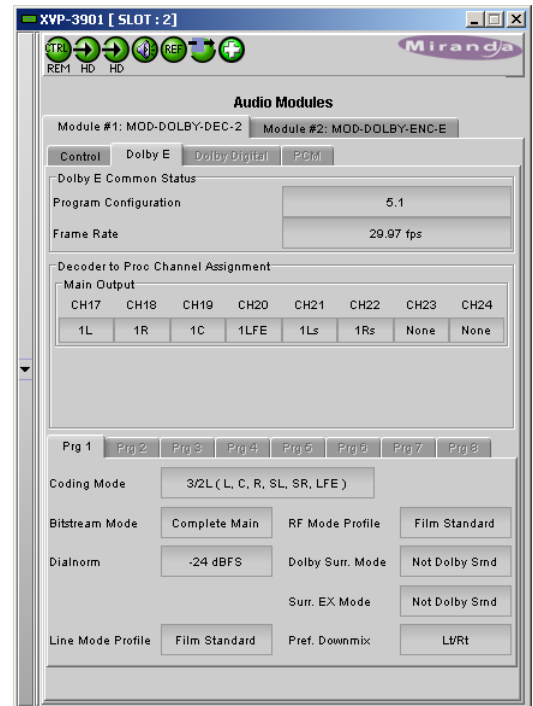 XVP-3901 [ SLOT : 2]
CTRL REF
REM HD HD
Miranda
Audio Modules
Module #1: MOD-DOLBY-DEC-2 Module #2: MOD-DOLBY-ENC-E
Control Dolby E Dolby Digital PCM
Dolby E Common Status
Program Configuration 5.1
Frame Rate 29.97 fps
Decoder to Proc Channel Assignment
Main Output
CH17 CH18 CH19 CH20 CH21 CH22 CH23 CH24
1L 1R 1C 1LFE 1Ls 1Rs None None
Prg 1 Prg 2 Prg 3 Prg 4 Prg 5 Prg 6 Prg 7 Prg 8
Coding Mode 3/2L ( L, C, R, SL, SR, LFE )
Bitstream Mode Complete Main RF Mode Profile Film Standard
Dialnorm -24 dBFS Dolby Surr. Mode Not Dolby Srnd
Surr. EX Mode Not Dolby Srnd
Line Mode Profile Film Standard Pref. Downmix Lt/Rt